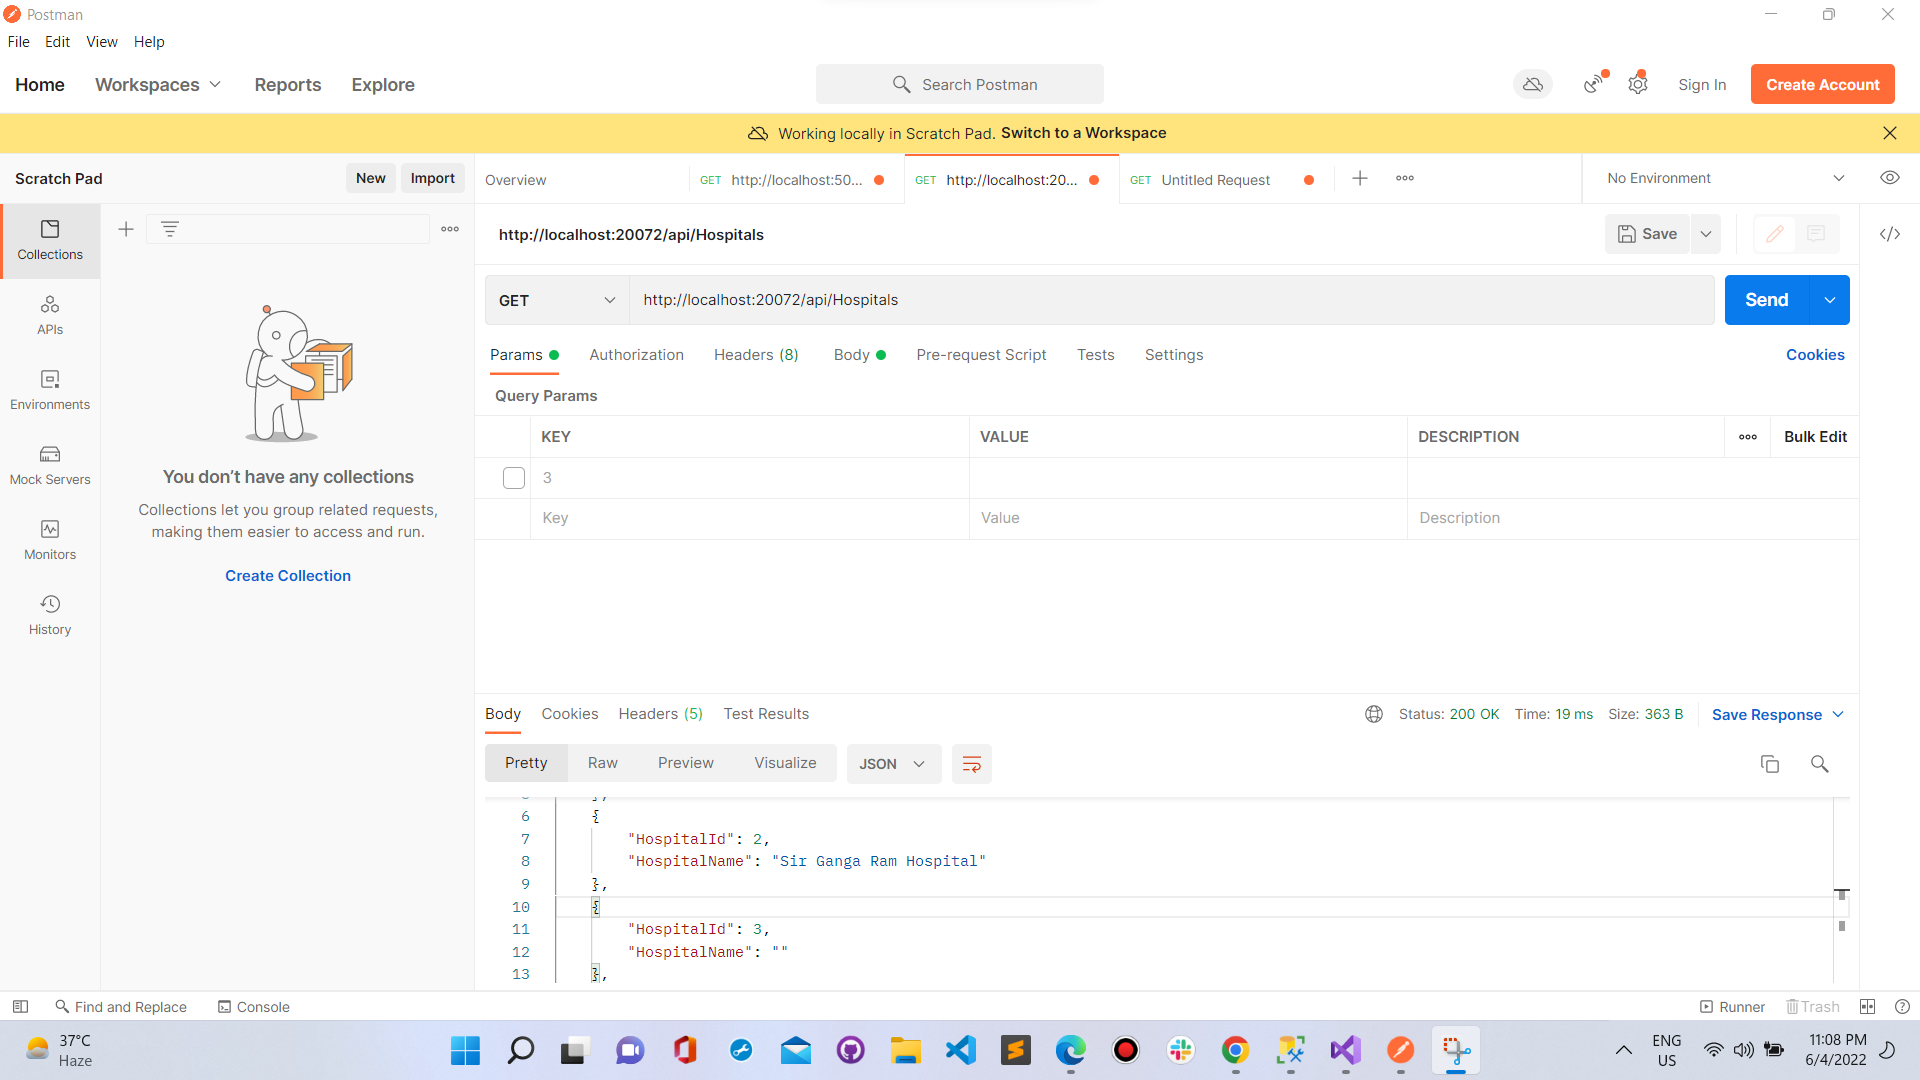 Postman
File Edit View Help
Home Workspaces Reports Explore Search Postman Sign In Create Account
Working locally in Scratch Pad. Switch to a Workspace
Scratch Pad New Import
Overview GET http://localhost:50... GET http://localhost:20... GET Untitled Request No Environment
Collections
APIs
Environments
Mock Servers
Monitors
History
You don’t have any collections
Collections let you group related requests,
making them easier to access and run.
Create Collection
http://localhost:20072/api/Hospitals Save
GET http://localhost:20072/api/Hospitals Send
Params Authorization Headers (8) Body Pre-request Script Tests Settings Cookies
Query Params
KEY VALUE DESCRIPTION Bulk Edit
3
Key Value Description
Body Cookies Headers (5) Test Results Status: 200 OK Time: 19 ms Size: 363 B Save Response
Pretty Raw Preview Visualize JSON
6 {
7 "HospitalId": 2,
8 "HospitalName": "Sir Ganga Ram Hospital"
9 },
10 {
11 "HospitalId": 3,
12 "HospitalName": ""
13 },
Find and Replace Console Runner Trash
37°C
Haze
ENG
US
11:08 PM
6/4/2022